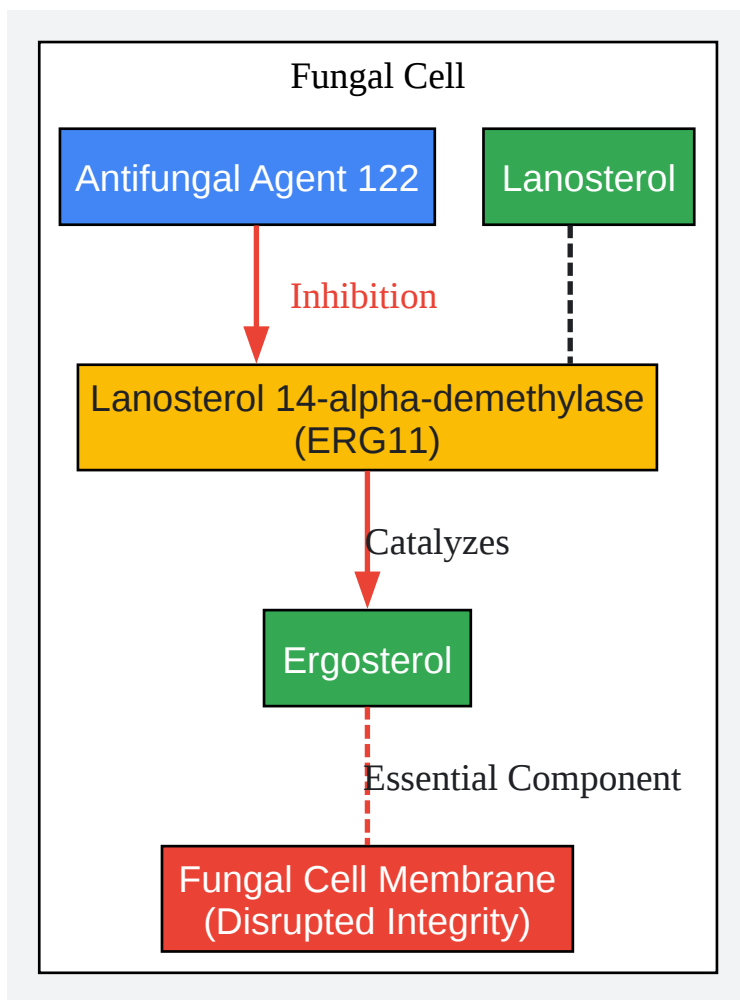 Fungal Cell
Antifungal Agent 122
Lanosterol
Inhibition
Lanosterol 14-alpha-demethylase
(ERG11)
Catalyzes
Ergosterol
Essential Component
Fungal Cell Membrane
(Disrupted Integrity)